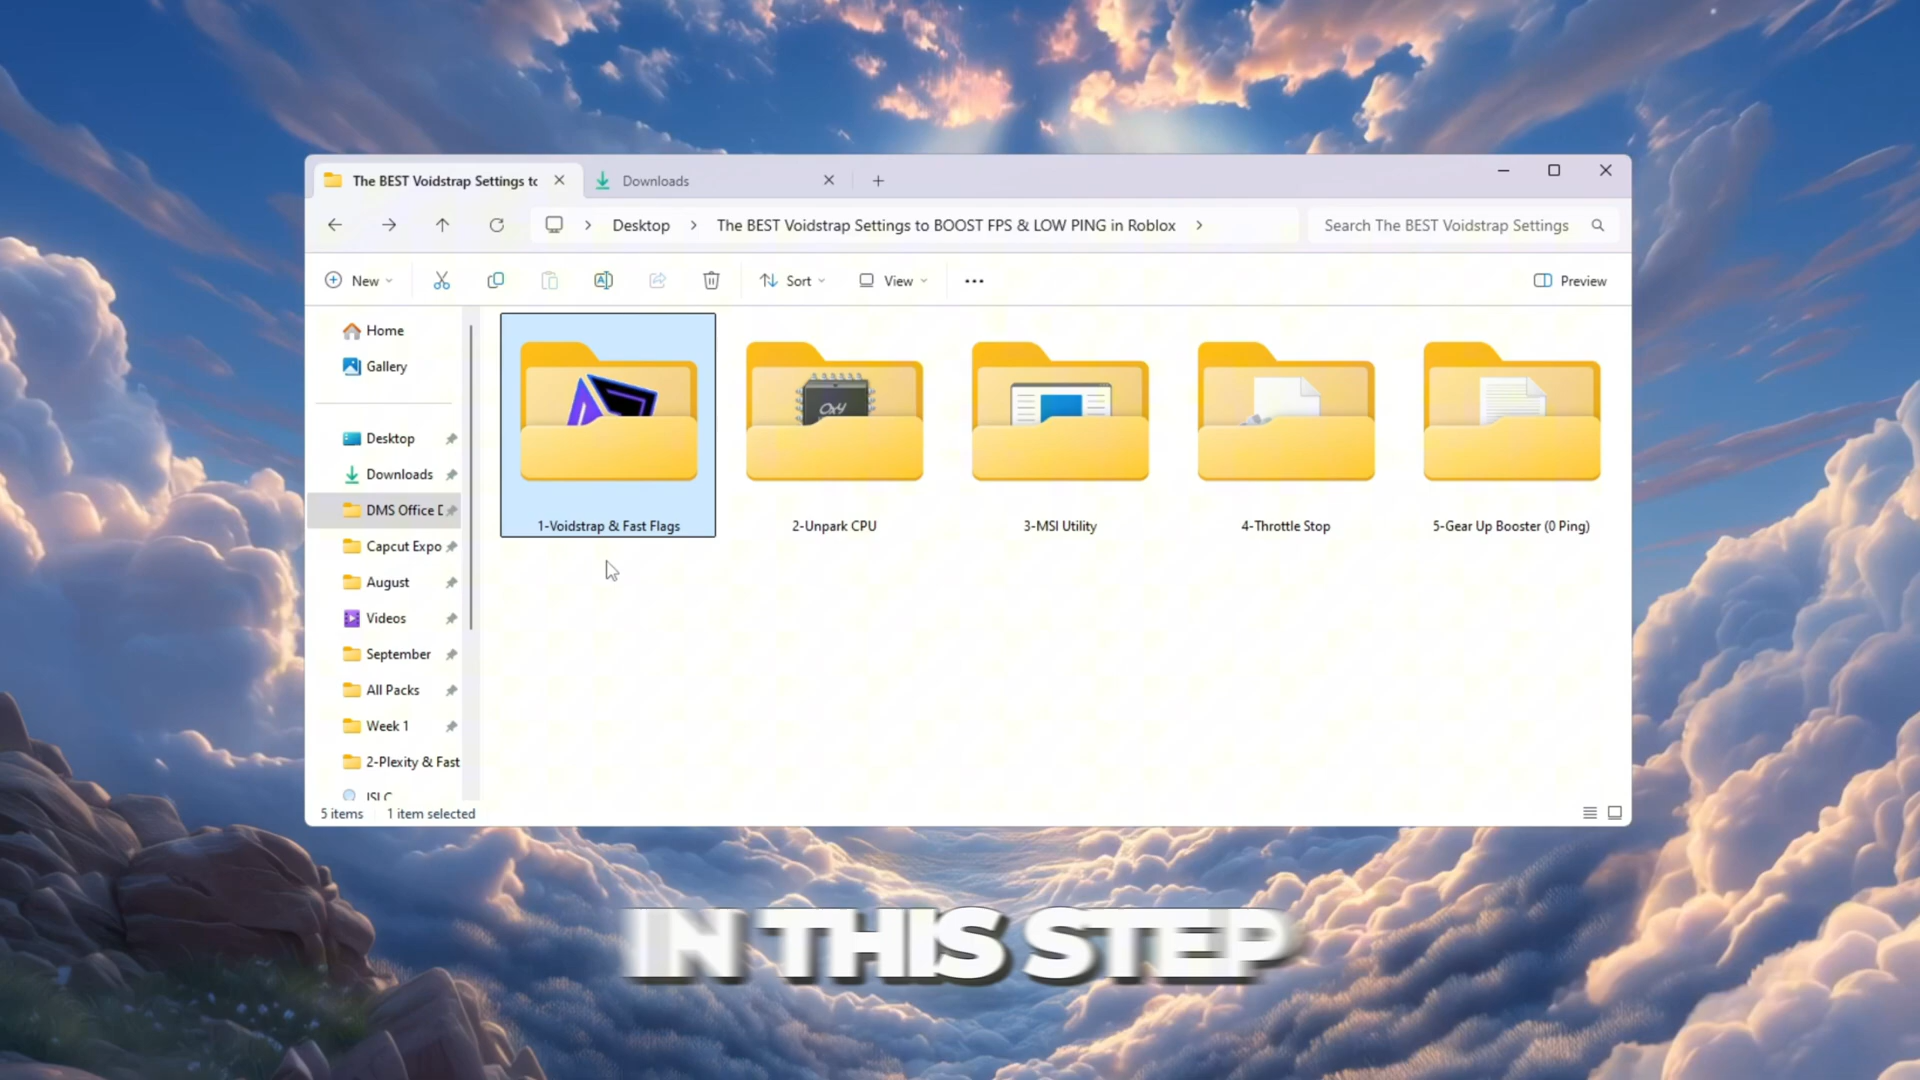 The BEST Voidstrap Settings tc
Downloads
Desktop
The BEST Voidstrap Settings to BOOST FPS & LOW PING in Roblox
Search The BEST Voidstrap Settings
New
Sort
View
Preview
Home
Gallery
Desktop
Downloads
DMS Office
Capcut Expo
August
Videos
September
All Packs
Week 1
2-Plexity & Fast
ISLC
Oxy
1-Voidstrap & Fast Flags
2-Unpark CPU
3-MSI Utility
4-Throttle Stop
5-Gear Up Booster (0 Ping)
5 items
1 item selected
IN THIS STEP